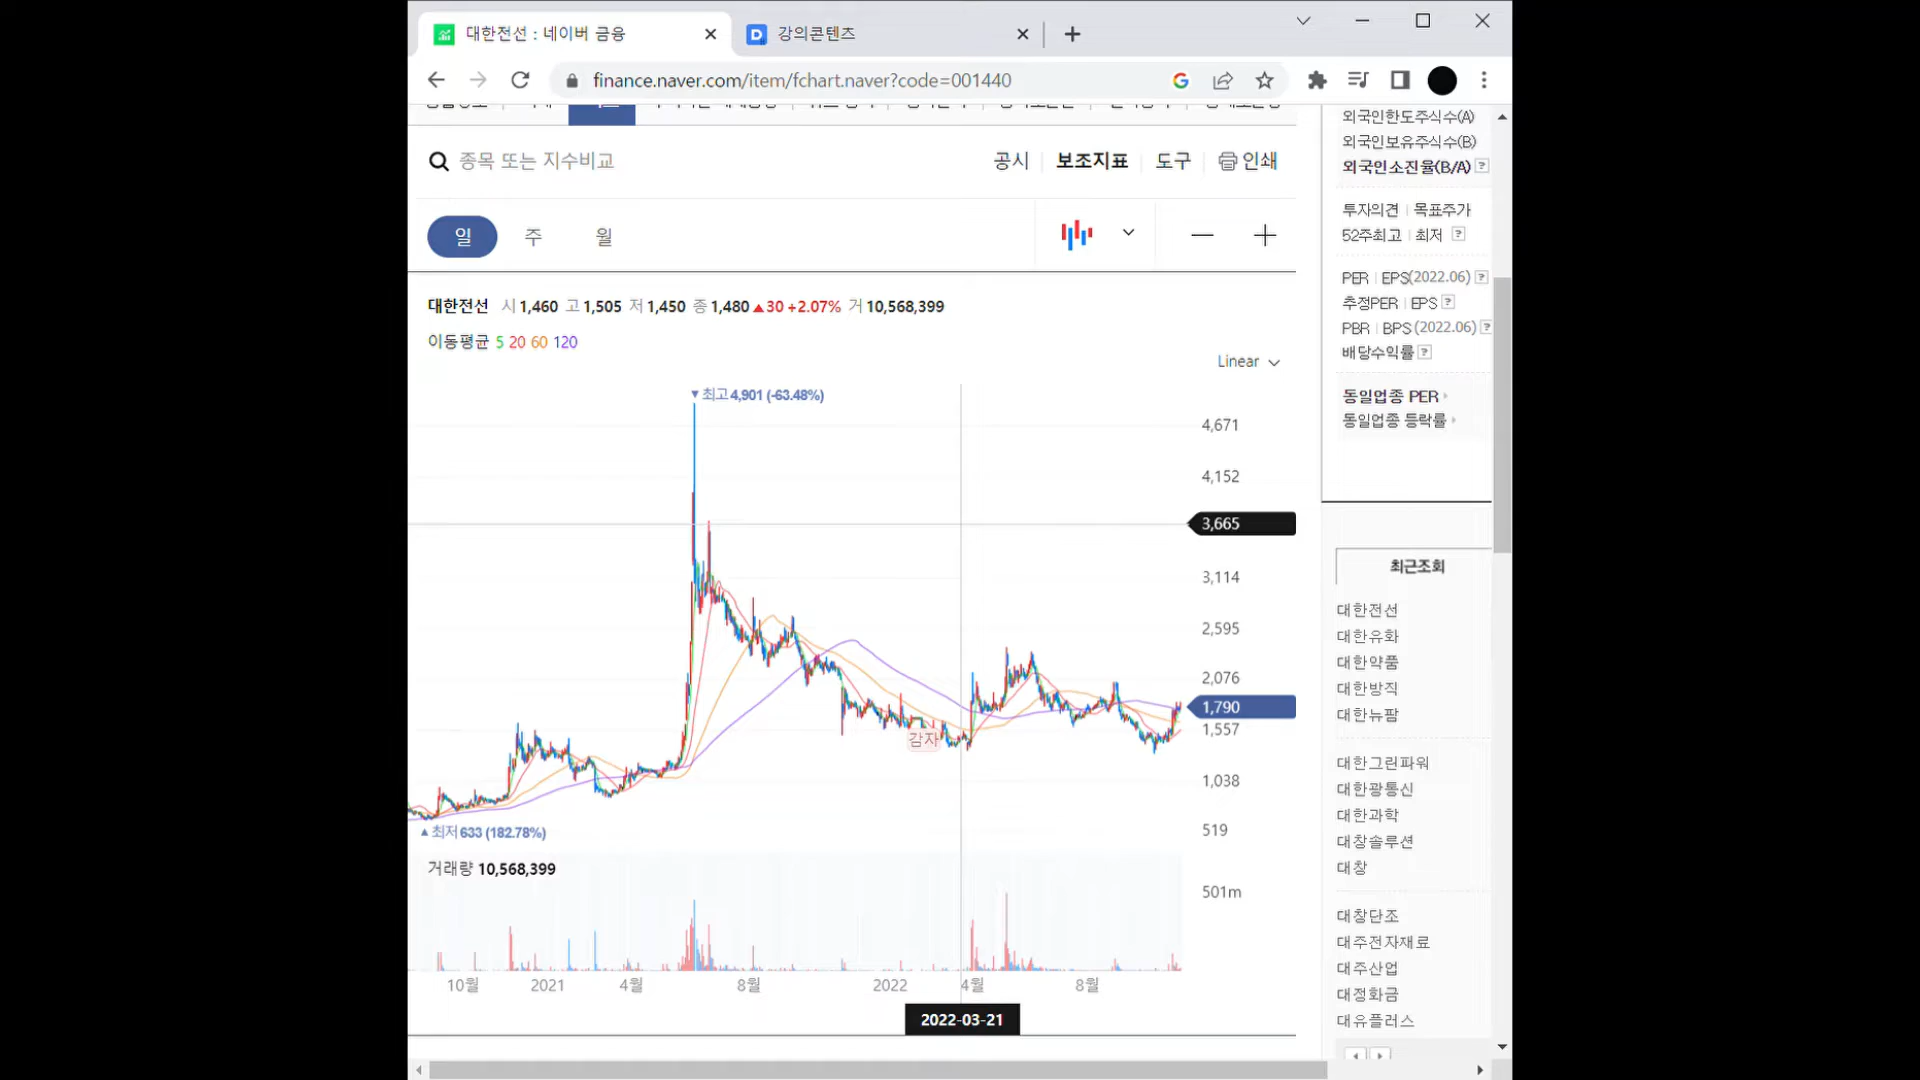 대한전선 : 네이버 금융
강의콘텐츠
finance.naver.com/item/fchart.naver?code=001440
종목 또는 지수비교
공시
보조지표
도구
인쇄
일
주
월
대한전선 시 1,460 고 1,505 저 1,450 종 1,480 ▲30 +2.07% 거 10,568,399
이동평균 5 20 60 120
Linear
▼최고 4,901 (-63.48%)
4,671
4,152
3,665
3,114
2,595
2,076
1,790
1,557
1,038
519
감자
▲최저 633 (182.78%)
거래량 10,568,399
501m
10월
2021
4월
8월
2022
4월
8월
2022-03-21
외국인한도주식수(A)
외국인보유주식수(B)
외국인소진율(B/A) ?
투자의견 | 목표주가
52주최고 | 최저 ?
PER | EPS(2022.06) ?
추정PER | EPS ?
PBR | BPS (2022.06) ?
배당수익률 ?
동일업종 PER
동일업종 등락률
최근조회
대한전선
대한유화
대한약품
대한방직
대한뉴팜
대한그린파워
대한광통신
대한과학
대창솔루션
대창
대창단조
대주전자재료
대주산업
대정화금
대유플러스